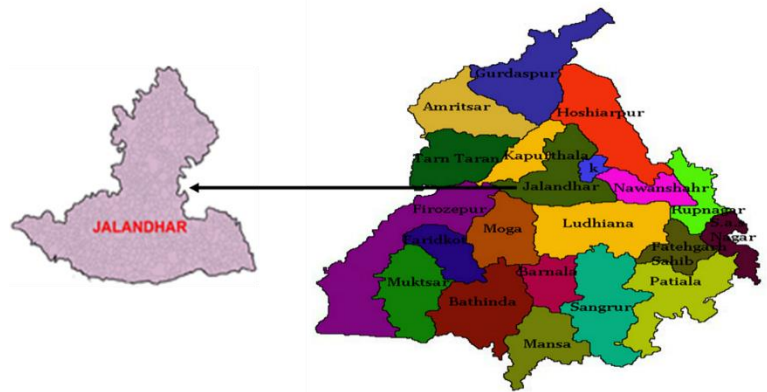 JALANDHAR
Gurdaspur
Amritsar
Hoshiarpur
Tarn Taran
Kapurthala
k
Jalandhar
Nawanshahr
Firozepur
Rupnagar
Moga
Ludhiana
S.a.s
Nagar
Faridkot
Fatehgarh
Sahib
Muktsar
Barnala
Patiala
Bathinda
Sangrur
Mansa